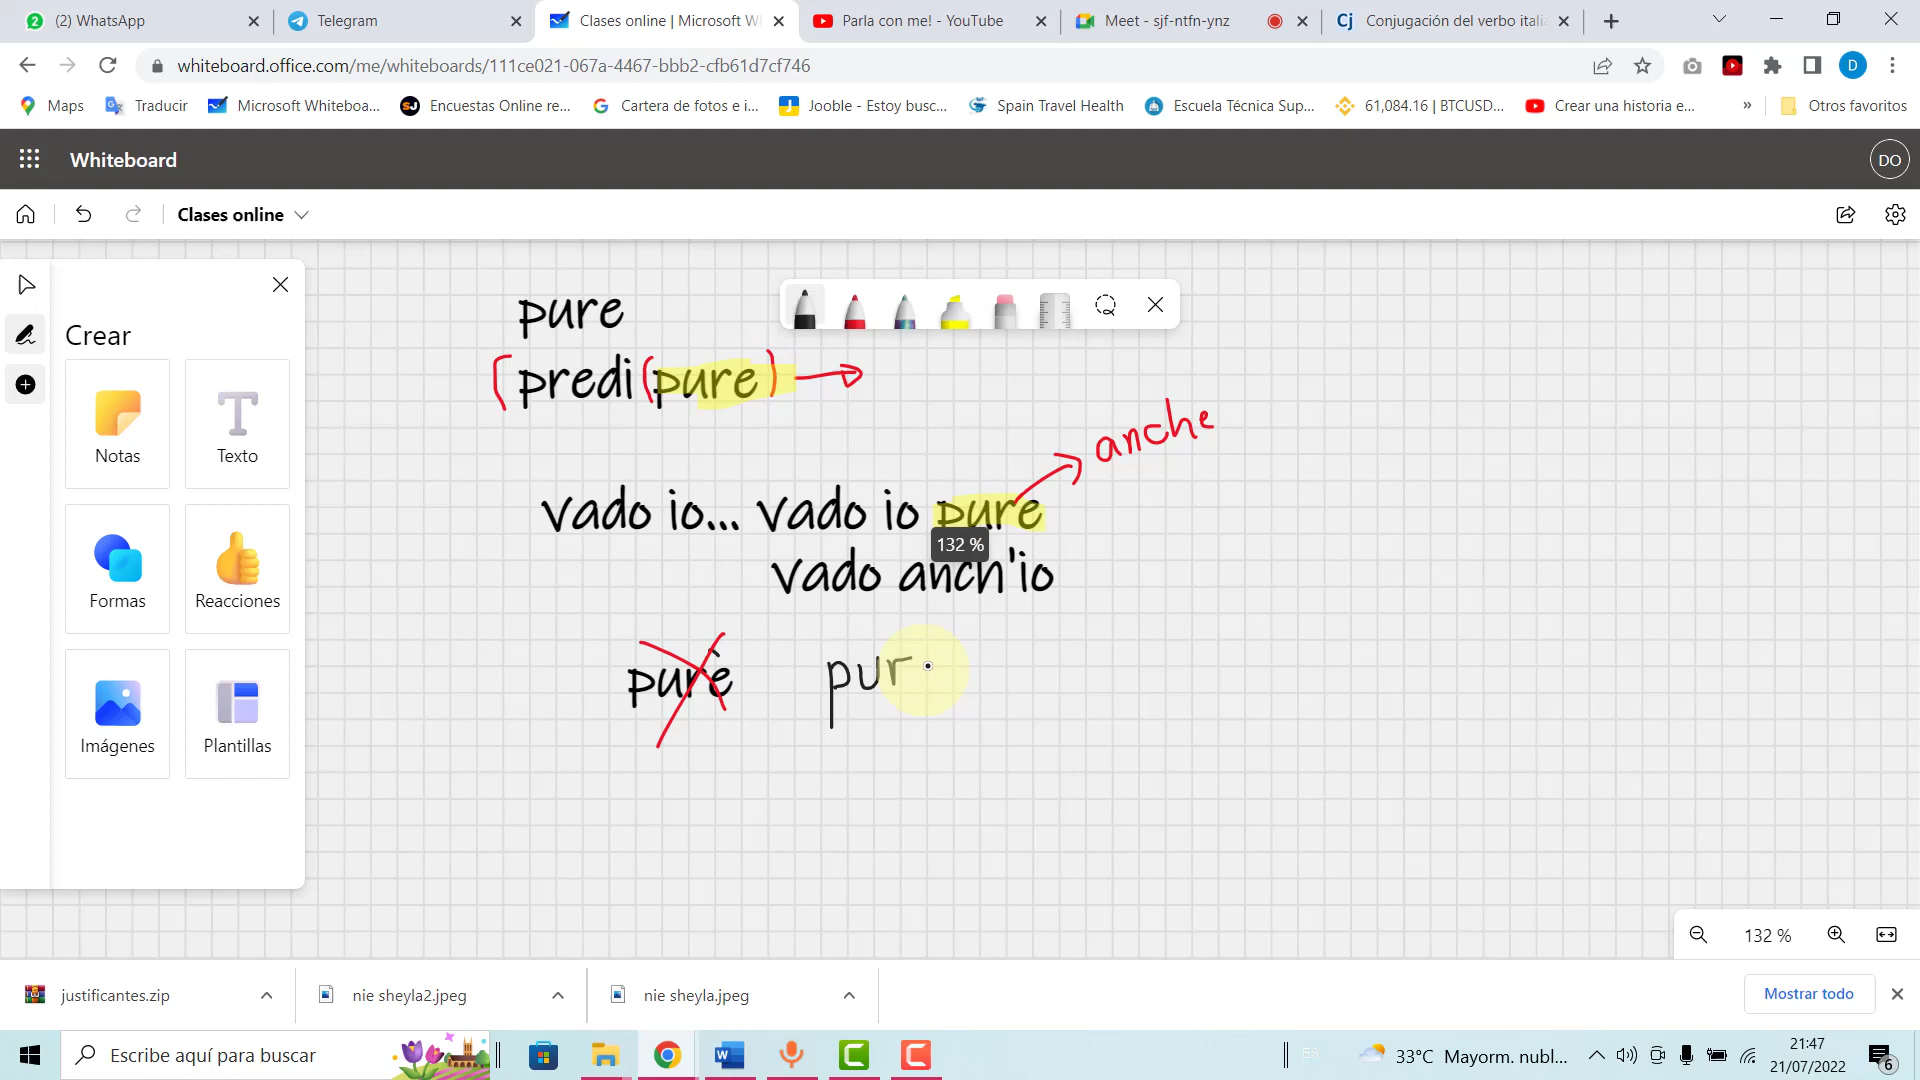 (2) WhatsApp
Telegram
Clases online | Microsoft W
Parla con me! - YouTube
Meet - sjf-ntfn-ynz
Cj Conjugación del verbo itali
whiteboard.office.com/me/whiteboards/111ce021-067a-4467-bbb2-cfb61d7cf746
D
Maps
Traducir
Microsoft Whiteboa...
SJ Encuestas Online re...
Cartera de fotos e i...
Jooble - Estoy busc...
Spain Travel Health
Escuela Técnica Sup...
61,084.16 | BTCUSD...
Crear una historia e...
»
Otros favoritos
Whiteboard
DO
Clases online
Crear
Notas
Texto
Formas
Reacciones
Imágenes
Plantillas
pure
predi (pure)
anche
vado io... vado io pure
132 %
vado anch'io
purè pur
132 %
justificantes.zip
nie sheyla2.jpeg
nie sheyla.jpeg
Mostrar todo
Escribe aquí para buscar
33°C Mayorm. nubl...
21:47
21/07/2022
6